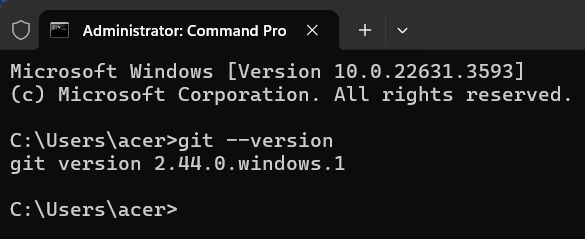 Administrator: Command Pro
Microsoft Windows [Version 10.0.22631.3593]
(c) Microsoft Corporation. All rights reserved.
C:\Users\acer>git --version
git version 2.44.0.windows.1
C:\Users\acer>